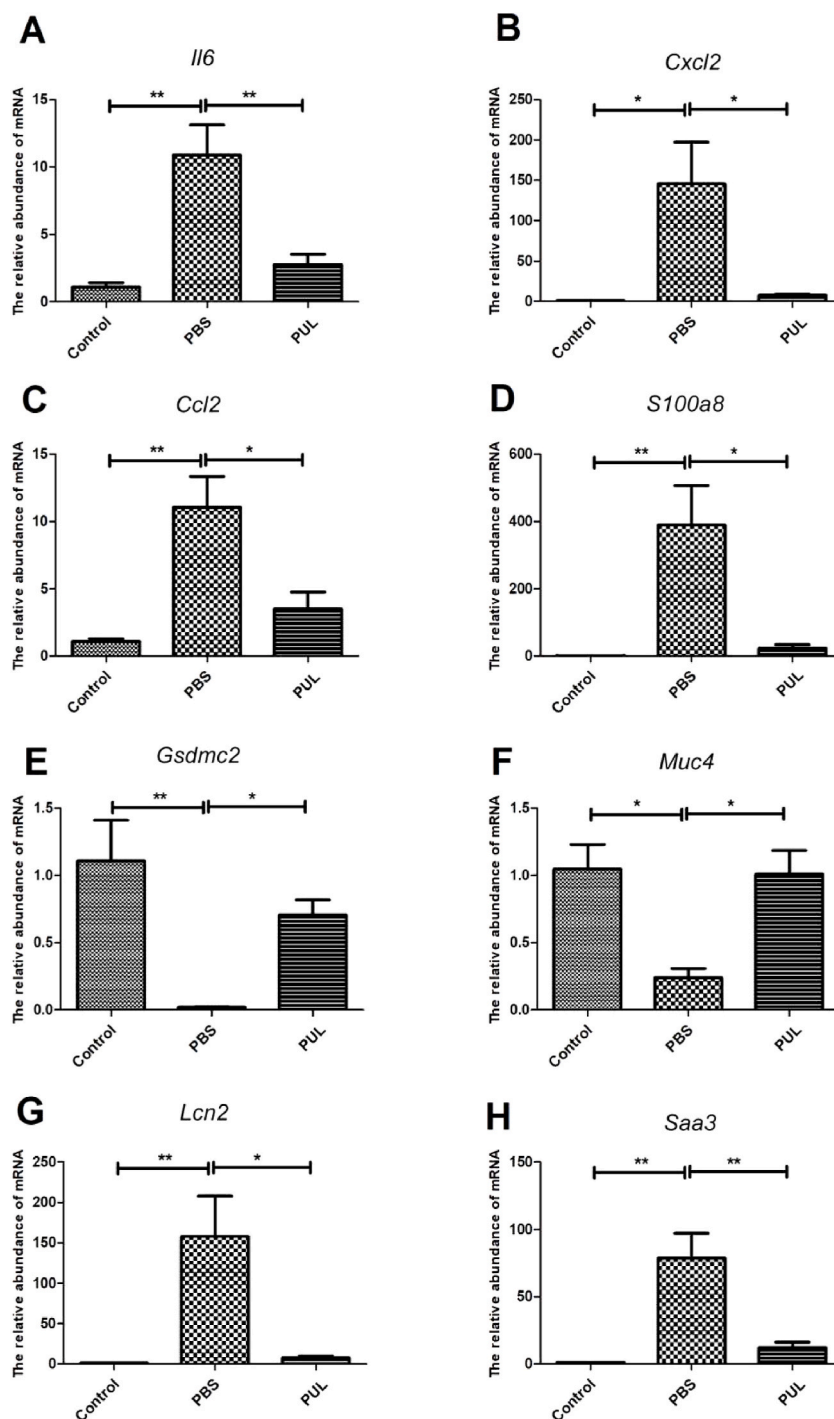 A
Il6
The relative abundance of mRNA
15
10
5
0
**
**
Control
PBS
PUL
B
Cxcl2
The relative abundance of mRNA
250
200
150
100
50
0
*
*
Control
PBS
PUL
C
Ccl2
The relative abundance of mRNA
15
10
5
0
**
*
Control
PBS
PUL
D
S100a8
The relative abundance of mRNA
600
400
200
0
**
*
Control
PBS
PUL
E
Gsdmc2
The relative abundance of mRNA
1.5
1.0
0.5
0.0
**
*
Control
PBS
PUL
F
Muc4
The relative abundance of mRNA
1.5
1.0
0.5
0.0
*
*
Control
PBS
PUL
G
Lcn2
The relative abundance of mRNA
250
200
150
100
50
0
**
*
Control
PBS
PUL
H
Saa3
The relative abundance of mRNA
150
100
50
0
**
**
Control
PBS
PUL